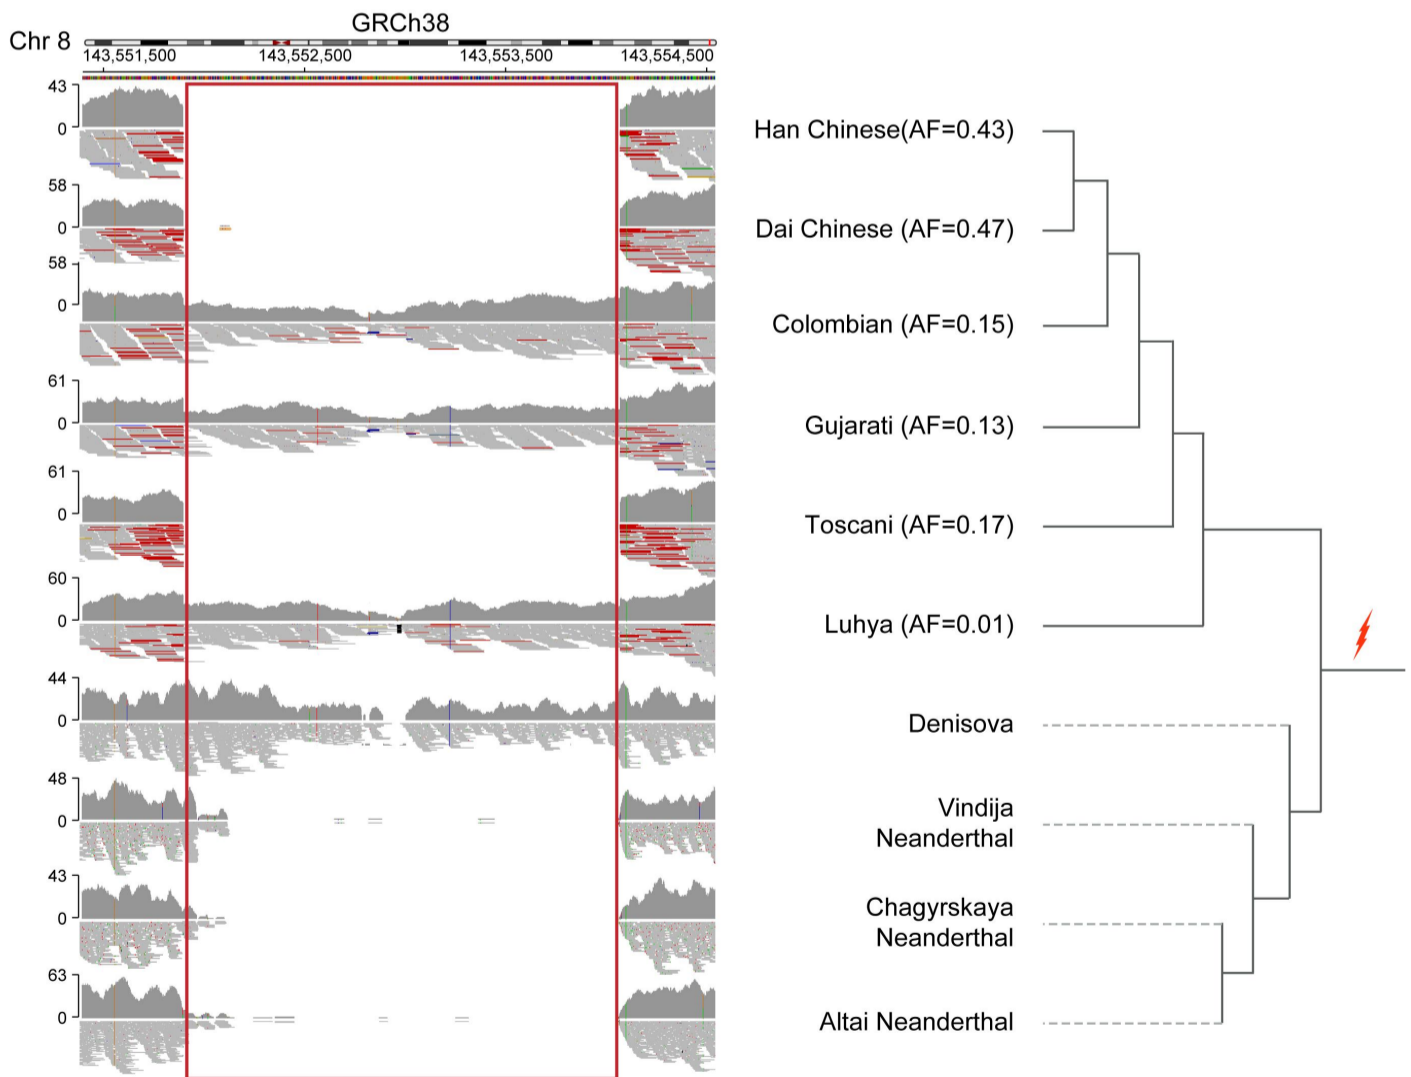 GRCh38
Chr 8
143,551,500 143,552,500 143,553,500 143,554,500
43
0
Han Chinese(AF=0.43)
58
0
Dai Chinese (AF=0.47)
58
0
Colombian (AF=0.15)
61
0
Gujarati (AF=0.13)
61
0
Toscani (AF=0.17)
60
0
Luhya (AF=0.01)
44
0
Denisova
48
0
Vindija
Neanderthal
43
0
Chagyrskaya
Neanderthal
63
0
Altai Neanderthal